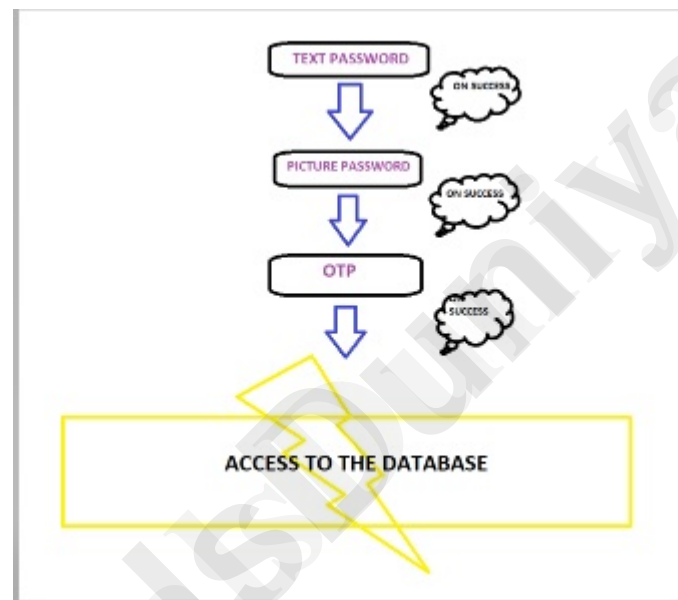 TEXT PASSWORD
ON SUCCESS
PICTURE PASSWORD
ON SUCCESS
OTP
SUCCESS
ACCESS TO THE DATABASE